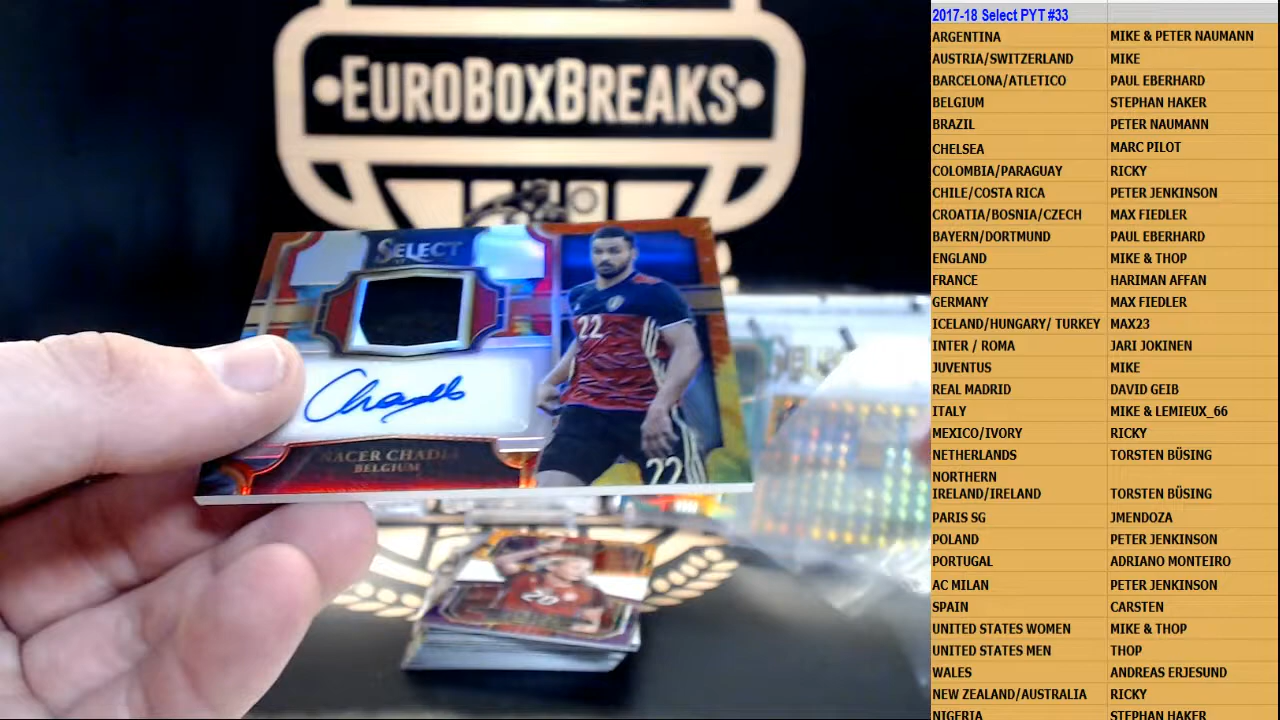 EUROBOXBREAKS
SELECT
22
Chadli
NACER CHADLI
BELGIUM
22
20
2017-18 Select PYT #33
ARGENTINA MIKE & PETER NAUMANN
AUSTRIA/SWITZERLAND MIKE
BARCELONA/ATLETICO PAUL EBERHARD
BELGIUM STEPHAN HAKER
BRAZIL PETER NAUMANN
CHELSEA MARC PILOT
COLOMBIA/PARAGUAY RICKY
CHILE/COSTA RICA PETER JENKINSON
CROATIA/BOSNIA/CZECH MAX FIEDLER
BAYERN/DORTMUND PAUL EBERHARD
ENGLAND MIKE & THOP
FRANCE HARIMAN AFFAN
GERMANY MAX FIEDLER
ICELAND/HUNGARY/ TURKEY MAX23
INTER / ROMA JARI JOKINEN
JUVENTUS MIKE
REAL MADRID DAVID GEIB
ITALY MIKE & LEMIEUX_66
MEXICO/IVORY RICKY
NETHERLANDS TORSTEN BÜSING
NORTHERN
IRELAND/IRELAND TORSTEN BÜSING
PARIS SG JMENDOZA
POLAND PETER JENKINSON
PORTUGAL ADRIANO MONTEIRO
AC MILAN PETER JENKINSON
SPAIN CARSTEN
UNITED STATES WOMEN MIKE & THOP
UNITED STATES MEN THOP
WALES ANDREAS ERJESUND
NEW ZEALAND/AUSTRALIA RICKY
NIGERIA STEPHAN HAKER